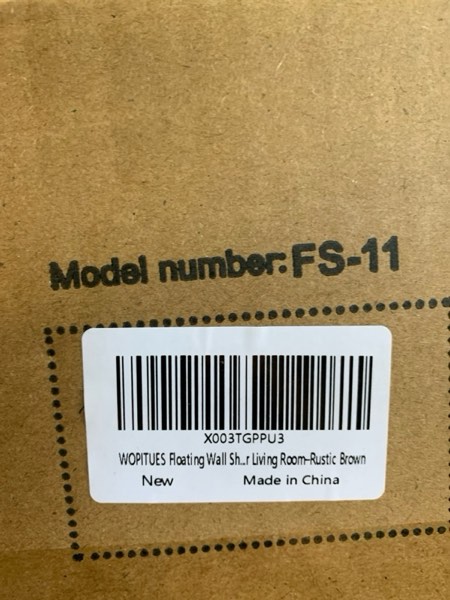 Model number:FS-11
X003TGPPU3
WOPITUES Floating Wall Sh...r Living Room-Rustic Brown
New Made in China